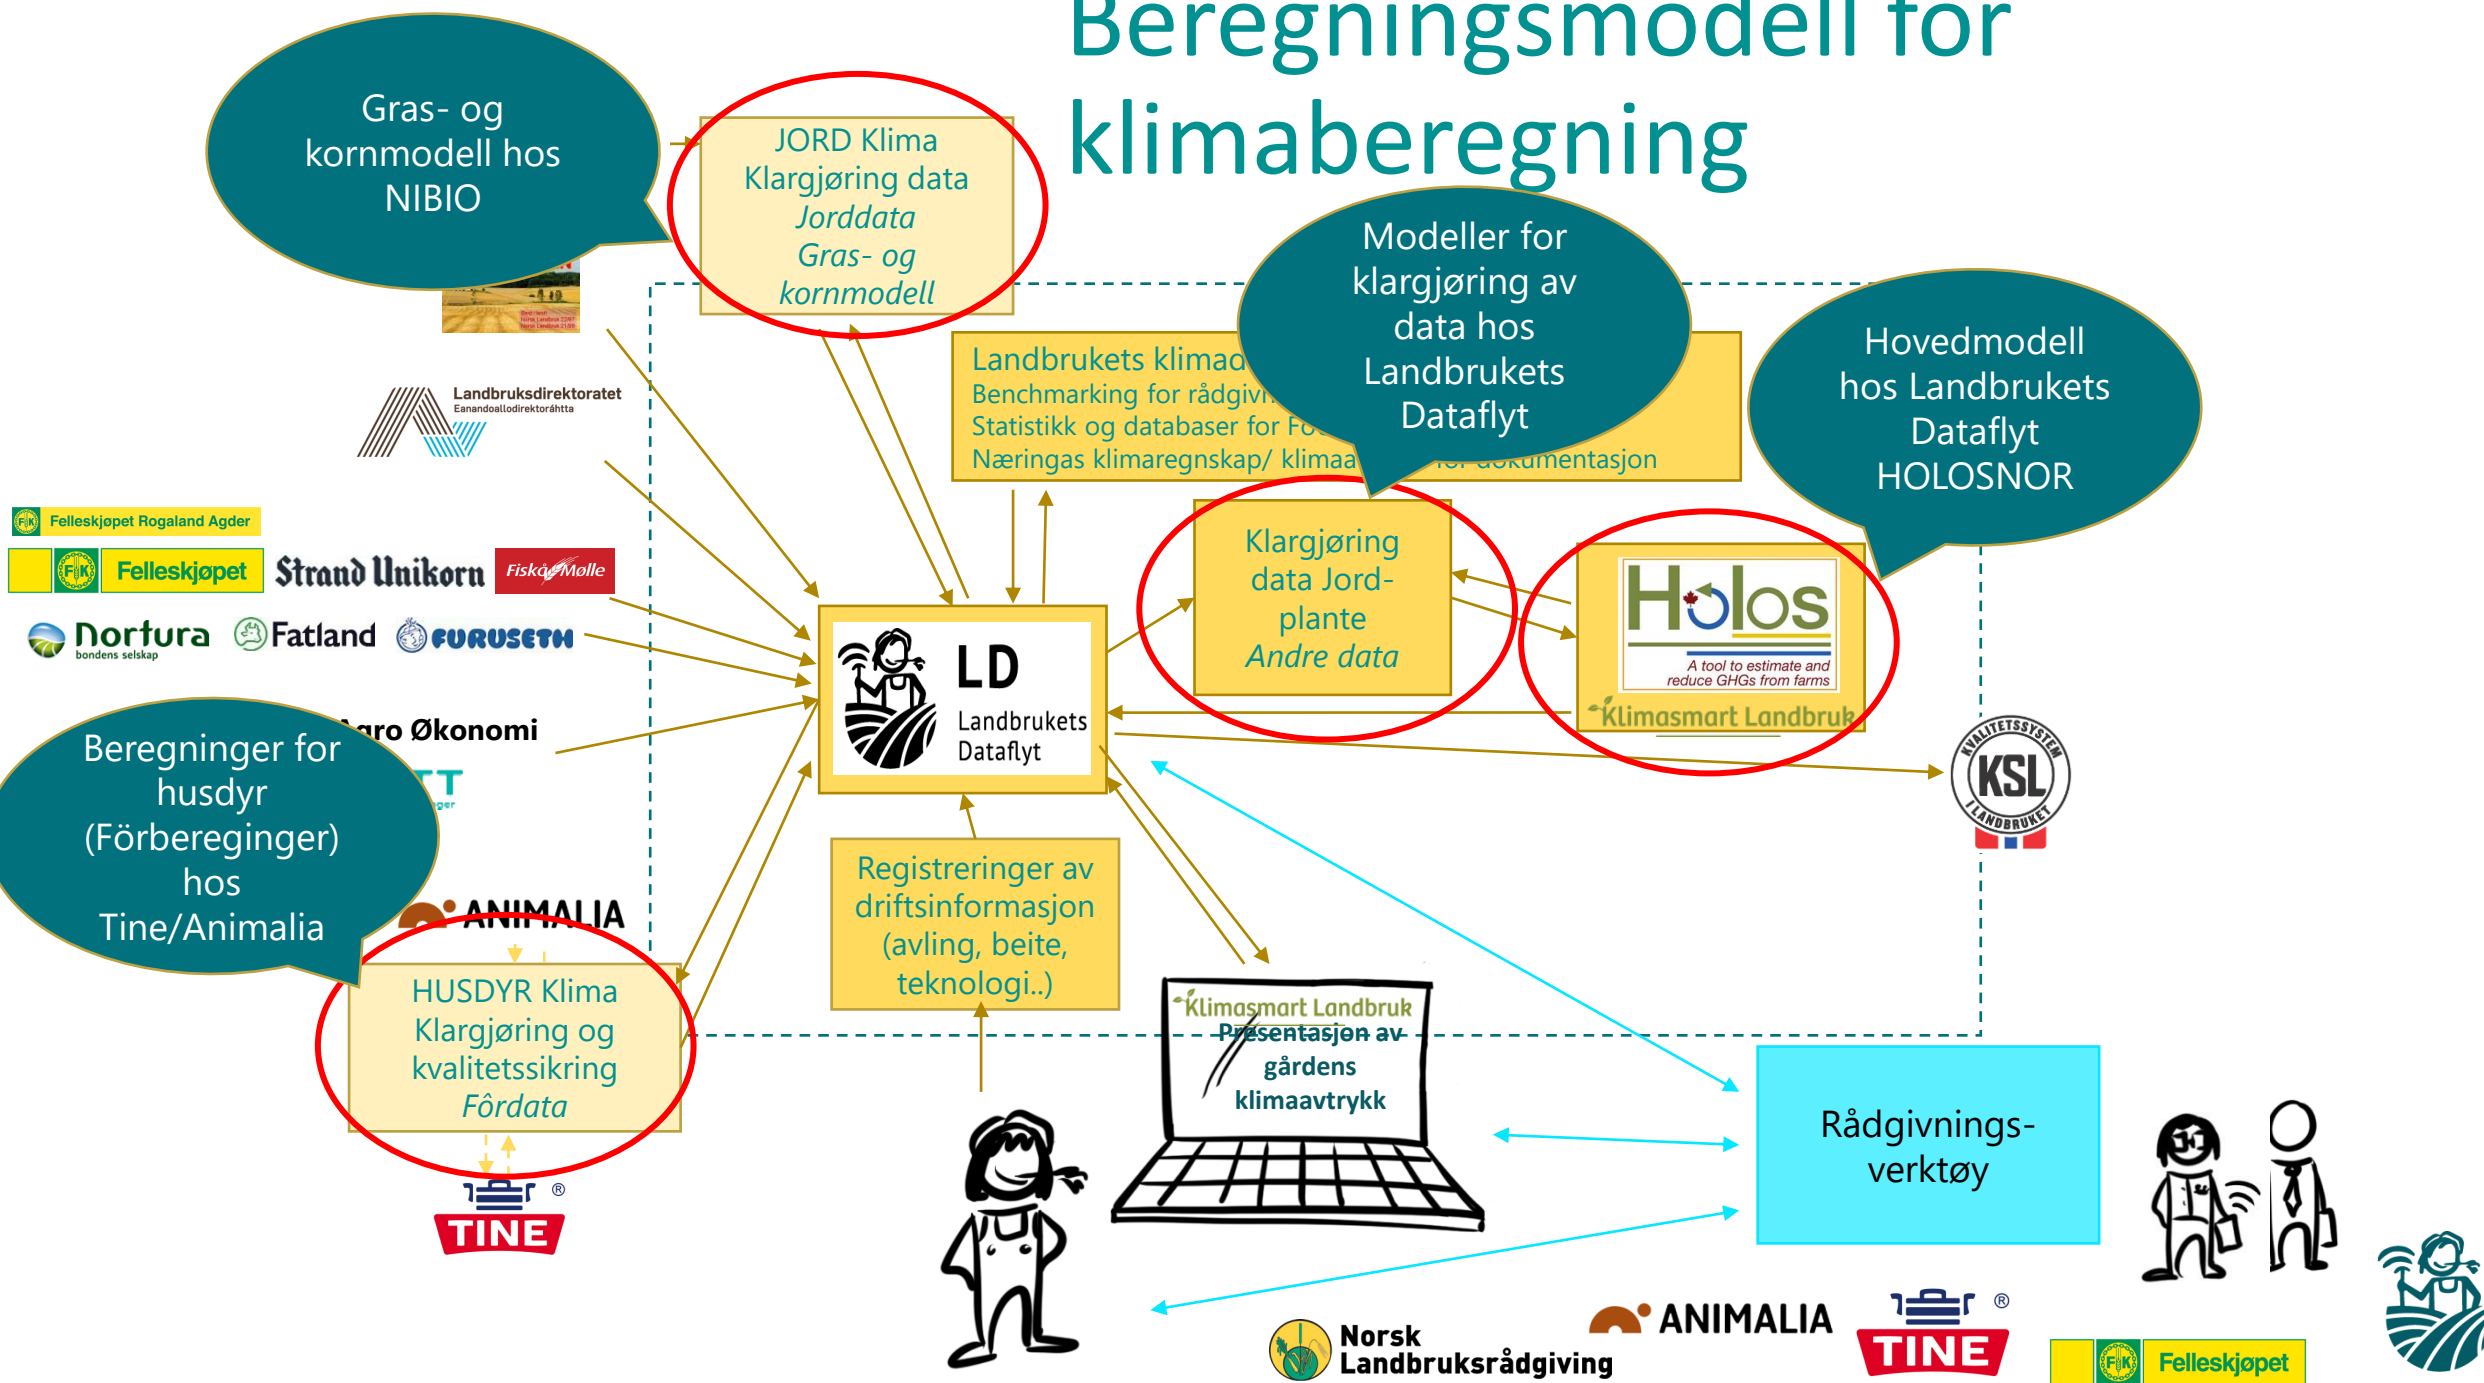 Beregningsmodell for
klimaberegning
Gras- og
kornmodell hos
NIBIO
JORD Klima
Klargjøring data
Jorddata
Gras- og
kornmodell
Modeller for
klargjøring av
data hos
Landbrukets
Dataflyt
Hovedmodell
hos Landbrukets
Dataflyt
HOLOSNOR
Landbrukets klimad
Benchmarking for rådgivn
Statistikk og databaser for Fo
Næringas klimaregnskap/ klimaa for dokumentasjon
Landbruksdirektoratet
Eanandoallodirektoráhtta
Felleskjøpet Rogaland Agder
FK Felleskjøpet
Strand Unikorn
Fiskå Mølle
Nortura
bondens selskap
Fatland
FURUSETH
Klargjøring
data Jord-
plante
Andre data
Holos
A tool to estimate and
reduce GHGs from farms
Klimasmart Landbruk
LD
Landbrukets
Dataflyt
Agro Økonomi
TT
Beregninger for
husdyr
(Förbereginger)
hos
Tine/Animalia
KVALITETSSYSTEM
KSL
I LANDBRUKET
Registreringer av
driftsinformasjon
(avling, beite,
teknologi..)
ANIMALIA
HUSDYR Klima
Klargjøring og
kvalitetssikring
Fôrdata
TINE ®
Klimasmart Landbruk
Presentasjon av
gårdens
klimaavtrykk
Rådgivnings-
verktøy
Norsk
Landbruksrådgiving
ANIMALIA
TINE ®
FK Felleskjøpet